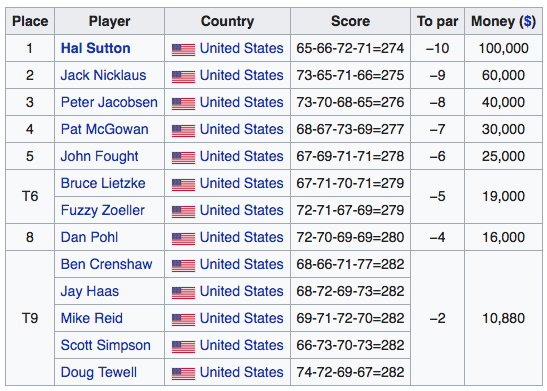 Place Player Country Score To par Money ($)
1 Hal Sutton United States 65-66-72-71=274 −10 100,000
2 Jack Nicklaus United States 73-65-71-66=275 −9 60,000
3 Peter Jacobsen United States 73-70-68-65=276 −8 40,000
4 Pat McGowan United States 68-67-73-69=277 −7 30,000
5 John Fought United States 67-69-71-71=278 −6 25,000
T6 Bruce Lietzke United States 67-71-70-71=279 −5 19,000
Fuzzy Zoeller United States 72-71-67-69=279
8 Dan Pohl United States 72-70-69-69=280 −4 16,000
T9 Ben Crenshaw United States 68-66-71-77=282 −2 10,880
Jay Haas United States 68-72-69-73=282
Mike Reid United States 69-71-72-70=282
Scott Simpson United States 66-73-70-73=282
Doug Tewell United States 74-72-69-67=282